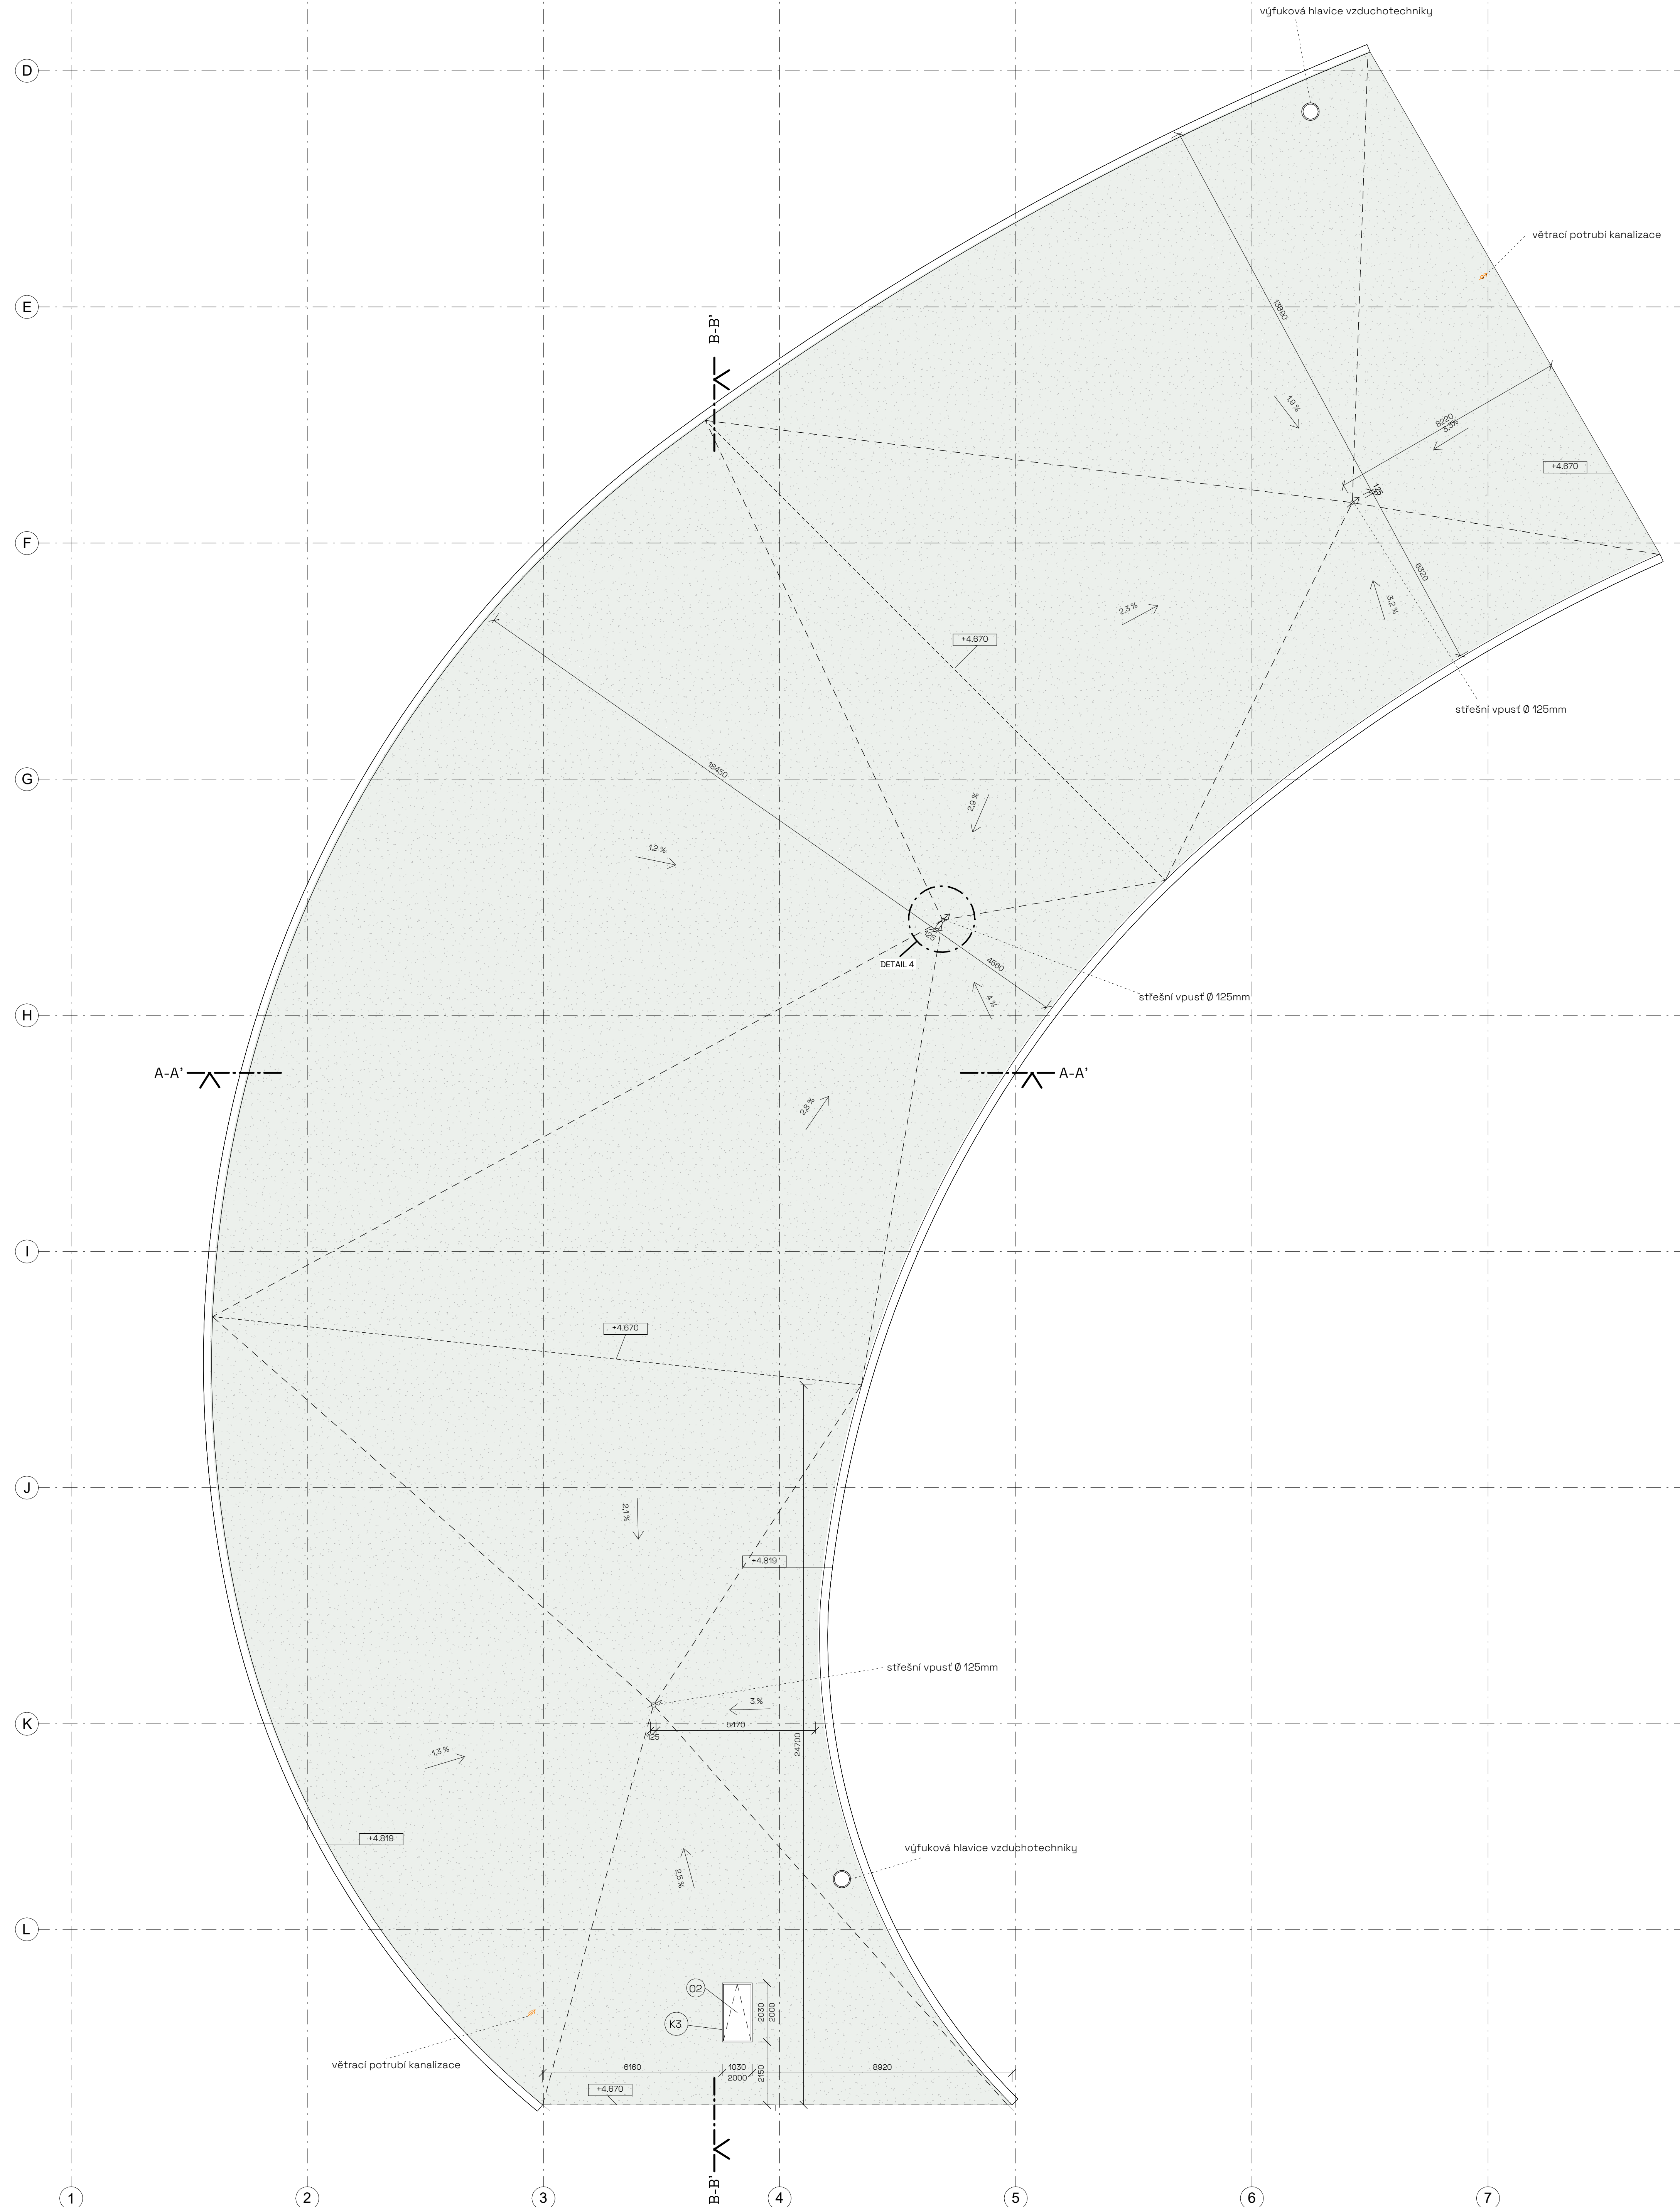 výfuková hlavice vzduchotechniky
D
větrací potrubí kanalizace
E
B-B'
13690
1,9 %
8220
3,3%
+4.670
125
F
6320
2,3 %
3,2 %
+4.670
střešní vpusť Ø 125mm
18450
G
2,9 %
1,2 %
125
DETAIL 4
4560
střešní vpusť Ø 125mm
4 %
H
A-A'
A-A'
2,8 %
I
+4.670
J
2,1 %
+4.819
střešní vpusť Ø 125mm
3 %
K
5470
125
24700
1,3 %
+4.819
výfuková hlavice vzduchotechniky
2,5 %
L
02
2030
2000
K3
větrací potrubí kanalizace
6160
1030
8920
2000
2150
+4.670
B-B'
1
2
3
4
5
6
7